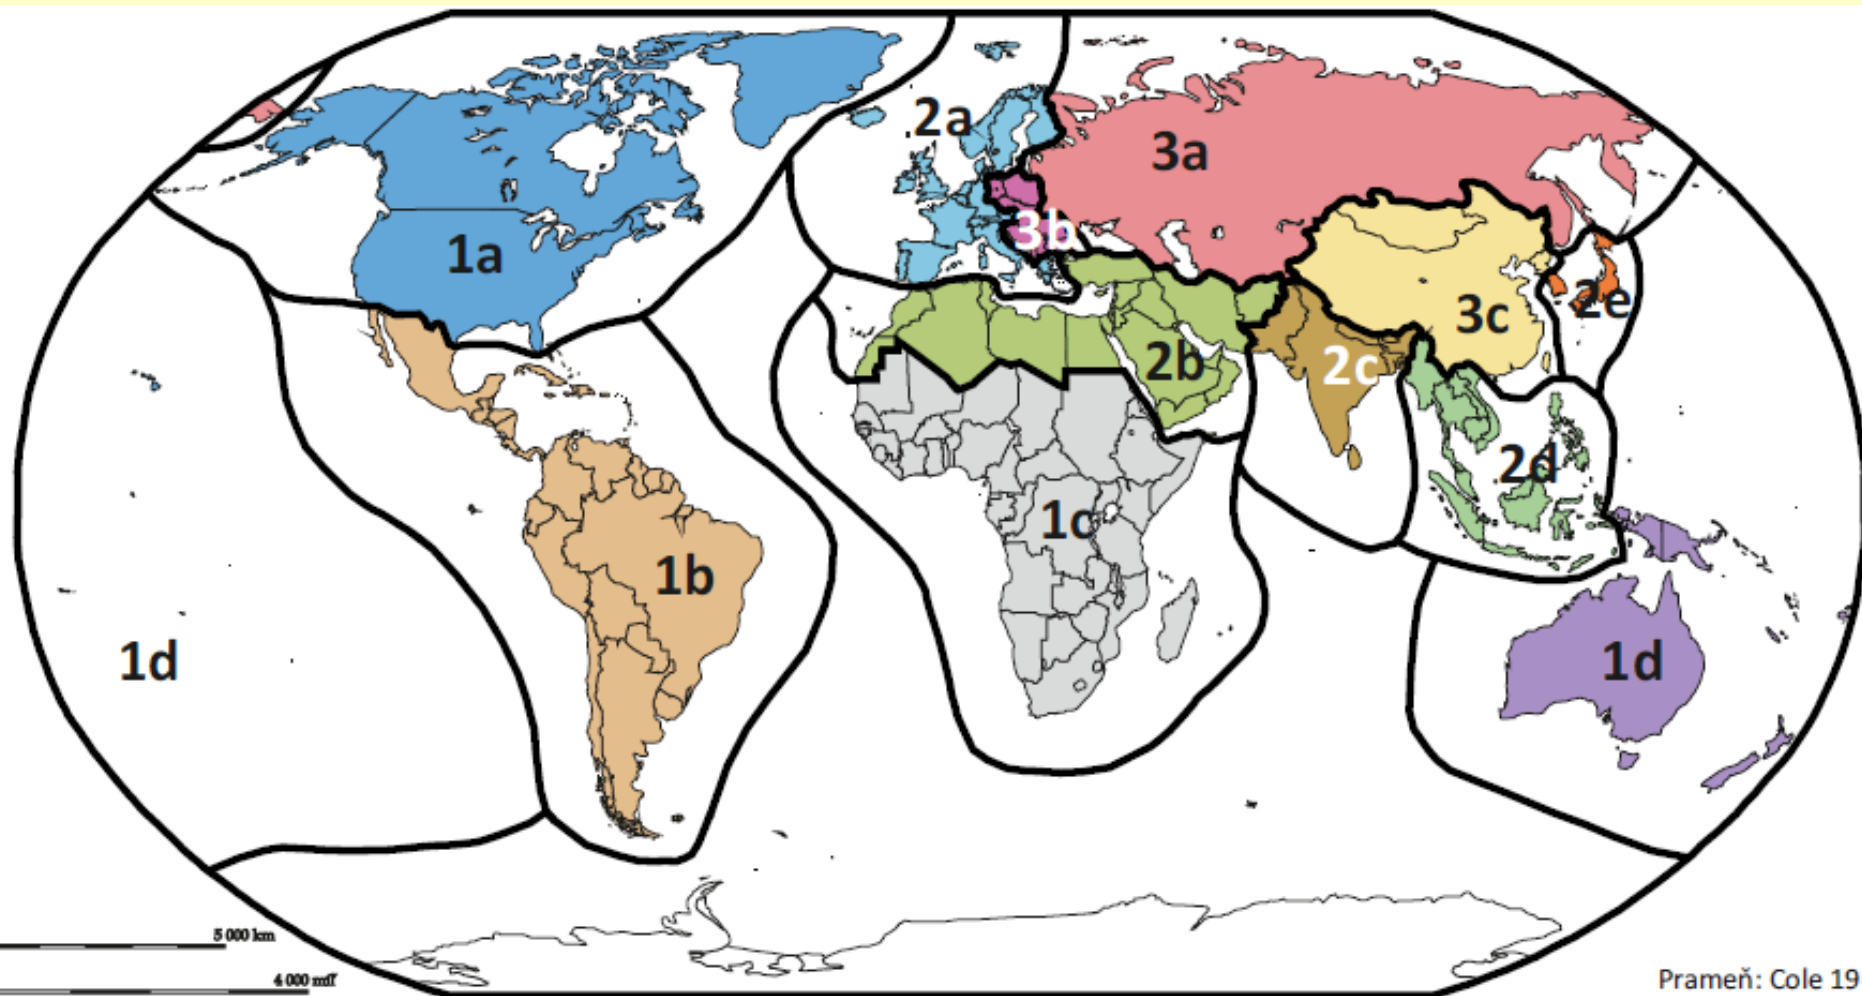 2a
3a
3b
1a
2e
3c
2b
2c
2d
1c
1b
1d
1d
5 000 km
4 000 mil
Prameň: Cole 19